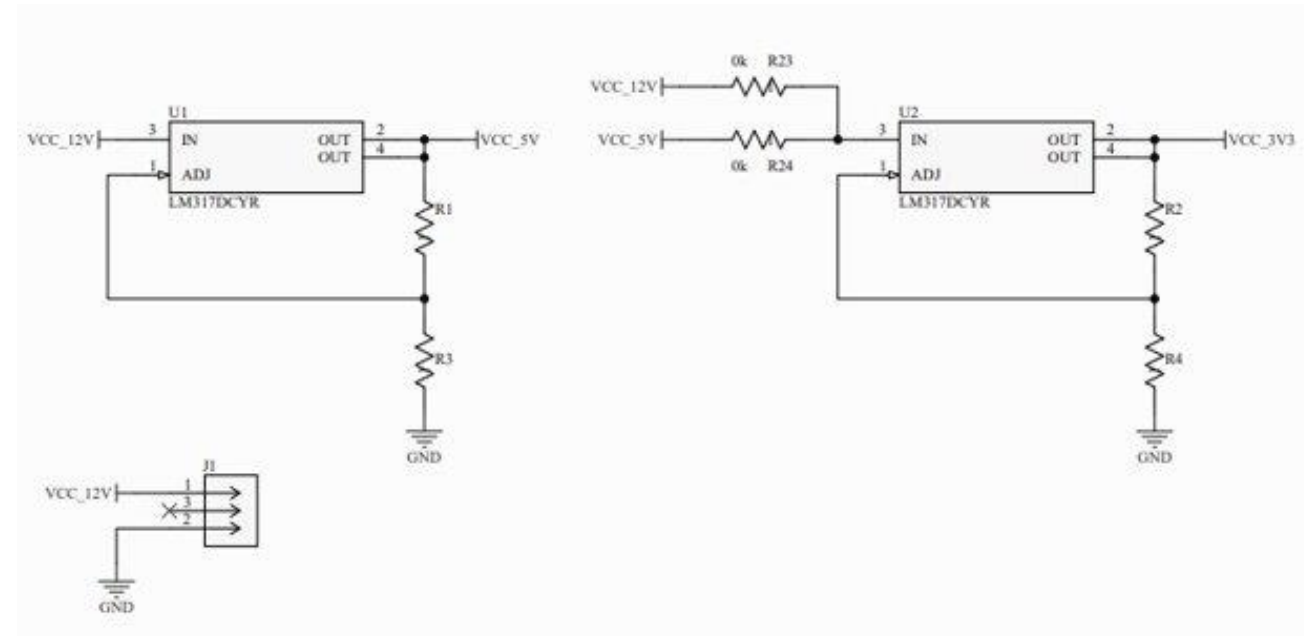 U1
VCC_12V
3
IN
OUT
2
VCC_5V
OUT
4
1
ADJ
LM317DCYR
R1
R3
GND
0k R23
VCC_12V
VCC_5V
0k R24
U2
3
IN
OUT
2
VCC_3V3
OUT
4
1
ADJ
LM317DCYR
R2
R4
GND
J1
VCC_12V
1
3
2
GND